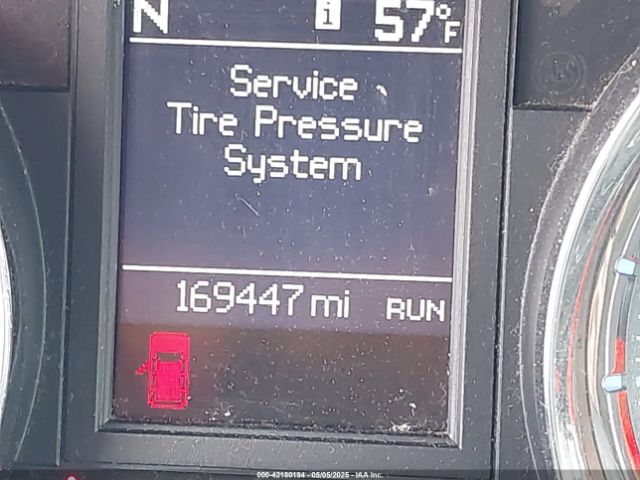 N i 57°F
Service
Tire Pressure
System
169447 mi RUN
000-42180194 - 05/05/2025 - IAA Inc.